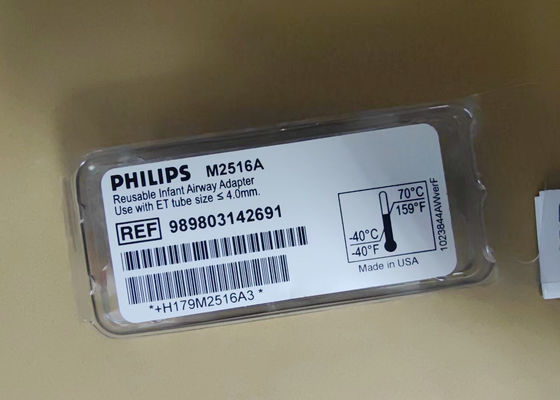 PHILIPS M2516A
Reusable Infant Airway Adapter
Use with ET tube size ≤ 4.0mm.
REF 989803142691
*+H179M2516A3*
70°C
159°F
-40°C
-40°F
Made in USA
1023844AWverF